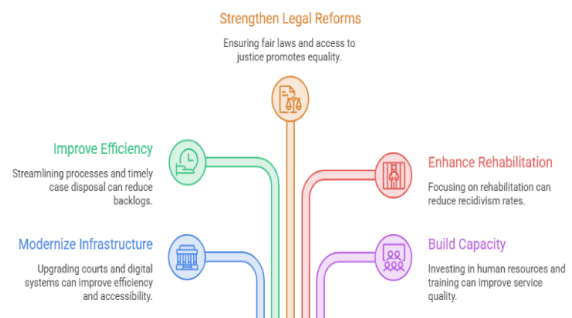 Strengthen Legal Reforms
Ensuring fair laws and access to
justice promotes equality.
Improve Efficiency
Streamlining processes and timely
case disposal can reduce
backlogs.
Enhance Rehabilitation
Focusing on rehabilitation can
reduce recidivism rates.
Modernize Infrastructure
Upgrading courts and digital
systems can improve efficiency
and accessibility.
Build Capacity
Investing in human resources and
training can improve service
quality.